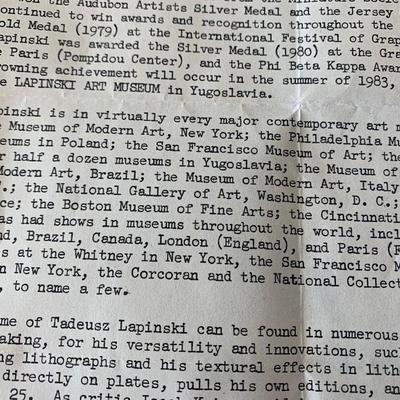 the Audubon Artists Silver Medal and the Jersey
continued to win awards and recognition throughout the
old Medal (1979) at the International Festival of Grap
apinski was awarded the Silver Medal (1980) at the Gra
Paris (Pompidou Center), and the Phi Beta Kappa Awar
owning achievement will occur in the summer of 1983,
e LAPINSKI ART MUSEUM in Yugoslavia.
pinski is in virtually every major contemporary art m
Museum of Modern Art, New York; the Philadelphia Mu
eums in Poland; the San Francisco Museum of Art; the
r half a dozen museums in Yugoslavia; the Museum of
odern Art, Brazil; the Museum of Modern Art, Italy
.; the National Gallery of Art, Washington, D. C.;
ce; the Boston Museum of Fine Arts; the Cincinnati
as had shows in museums throughout the world, incl
nd, Brazil, Canada, London (England), and Paris (F
s at the Whitney in New York, the San Francisco M
n New York, the Corcoran and the National Collect
, to name a few.
me of Tadeusz Lapinski can be found in numerous
aking, for his versatility and innovations, suc
ng lithographs and his textural effects in lith
directly on plates, pulls his own editions, an
25. As critic